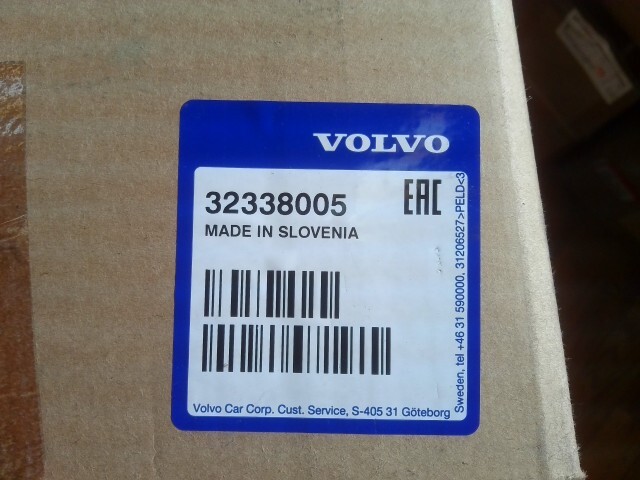 VOLVO
32338005
EAC
MADE IN SLOVENIA
Volvo Car Corp. Cust. Service, S-405 31 Göteborg
Sweden, tel +46 31 590000, 31206527>PELD<3